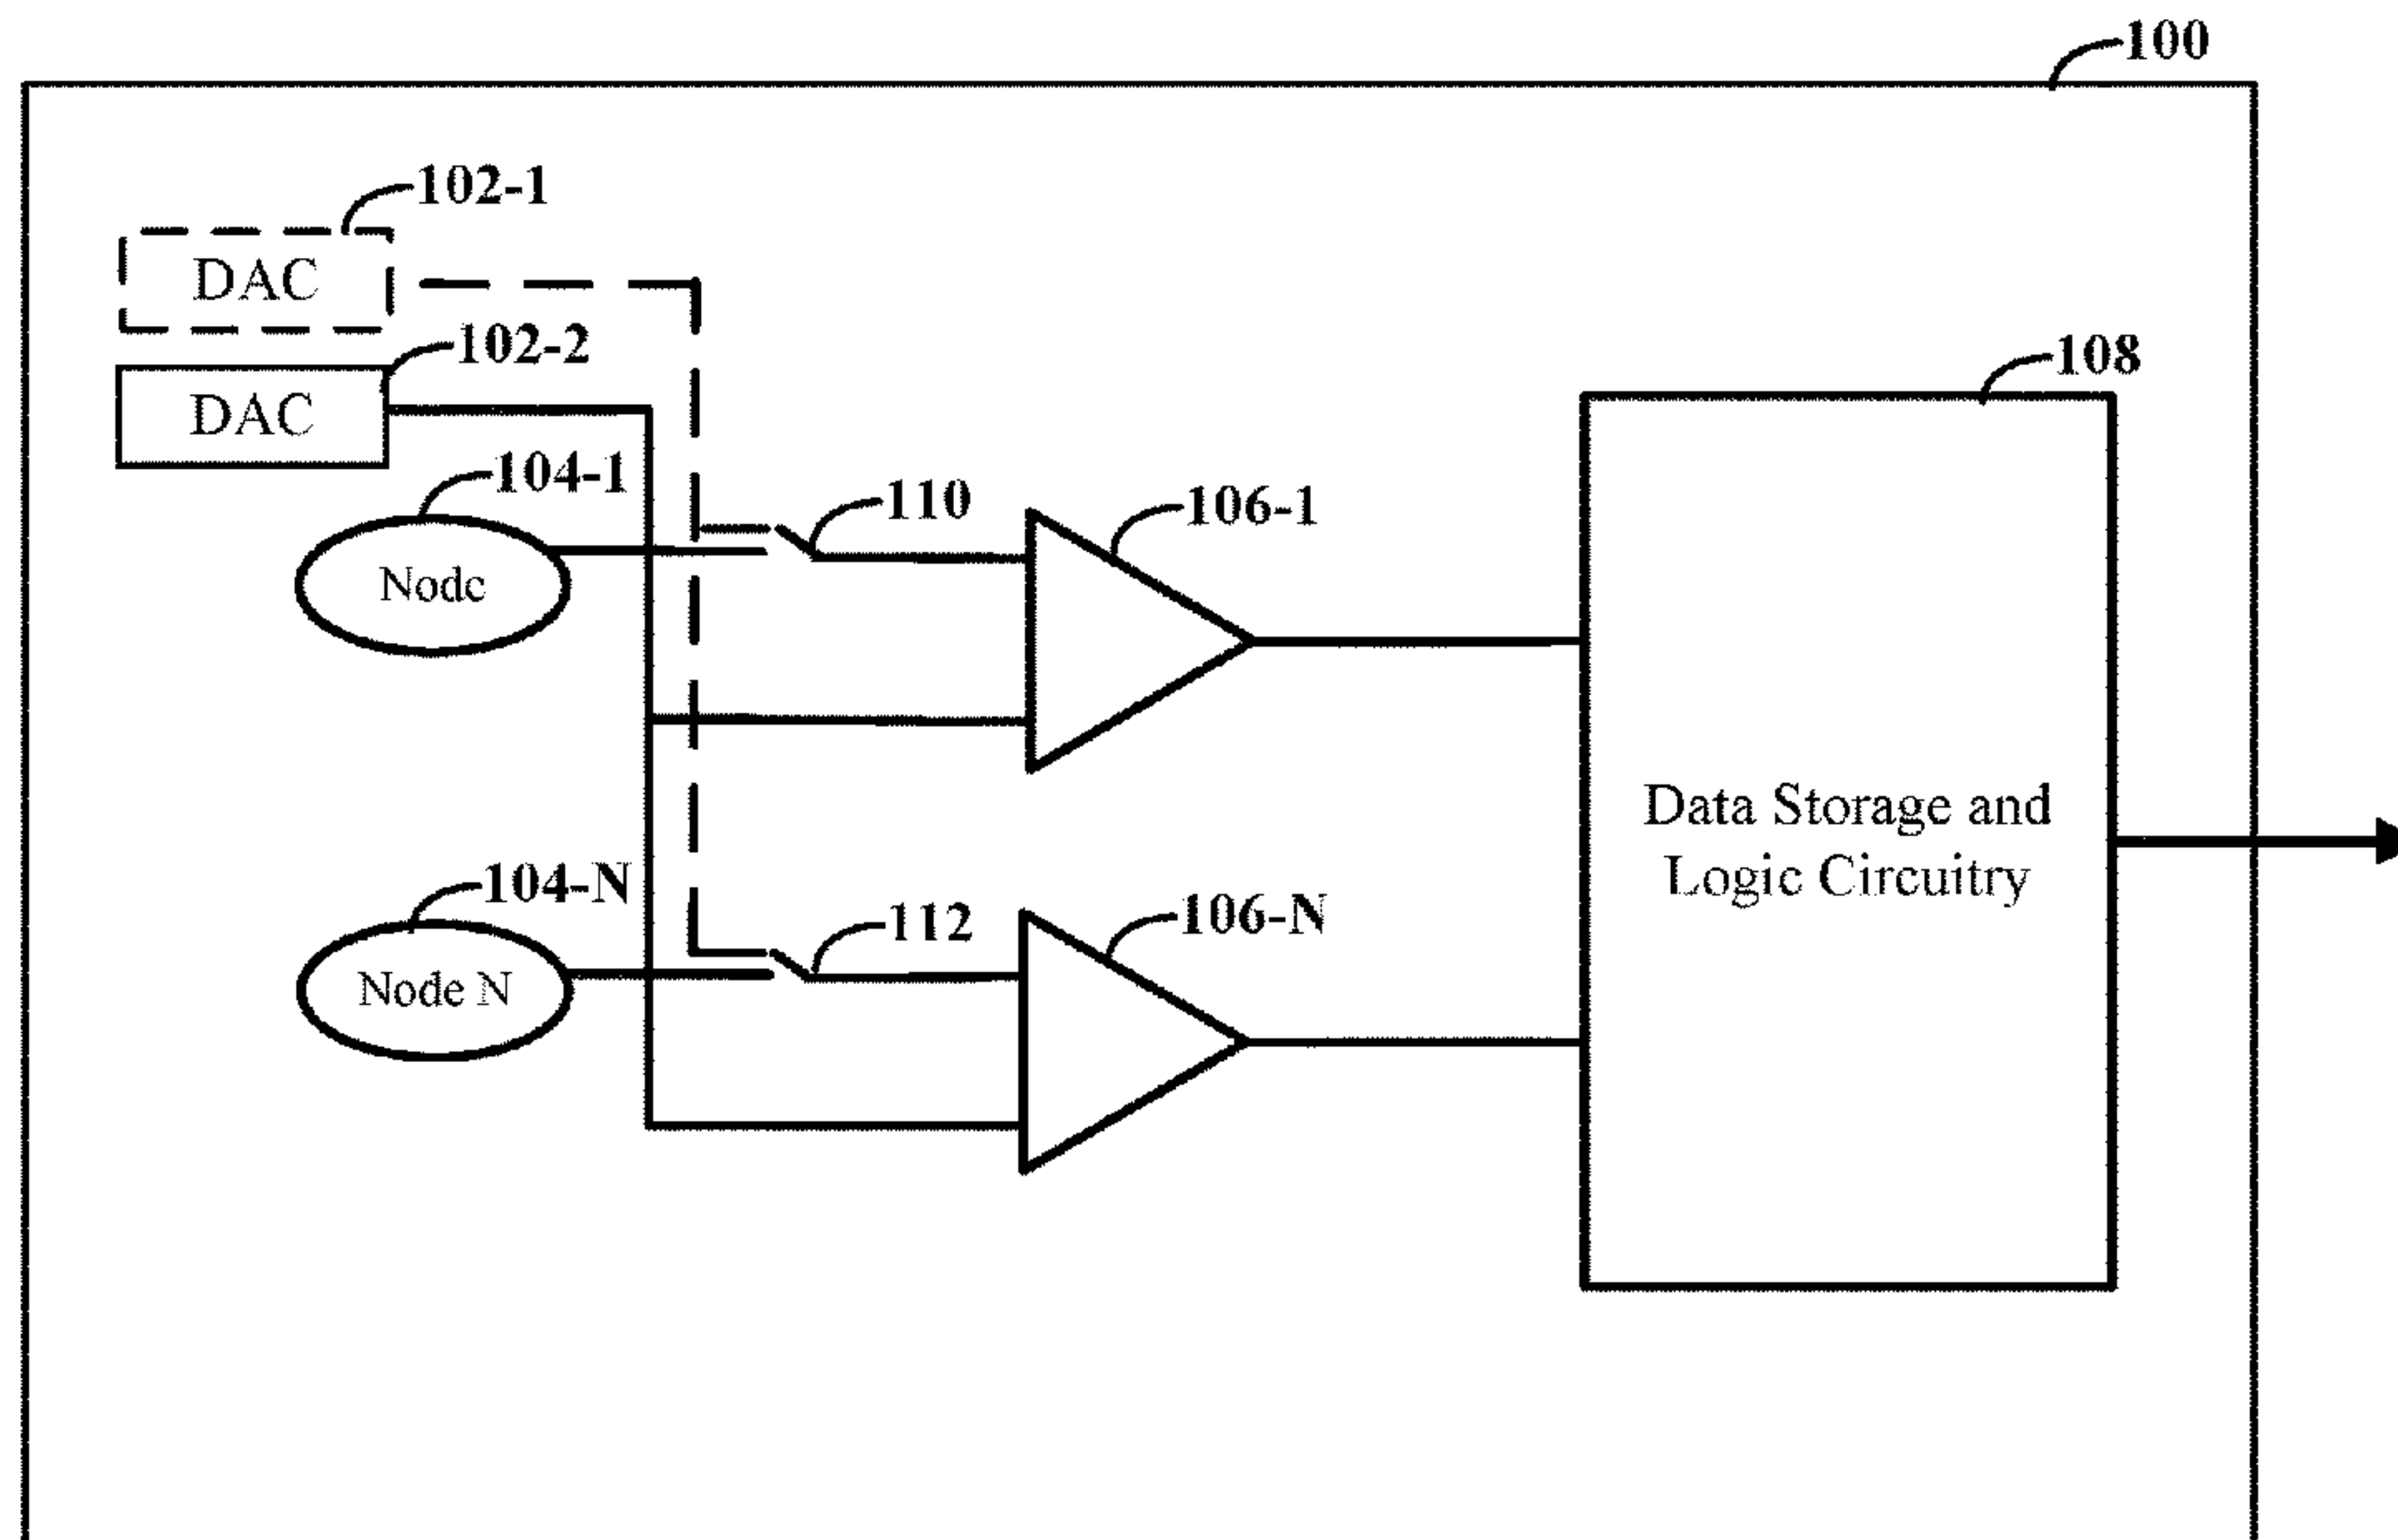 100
102-1
DAC
102-2
DAC
104-1
110
106-1
Node
108
Data Storage and
Logic Circuitry
104-N
112
106-N
Node N